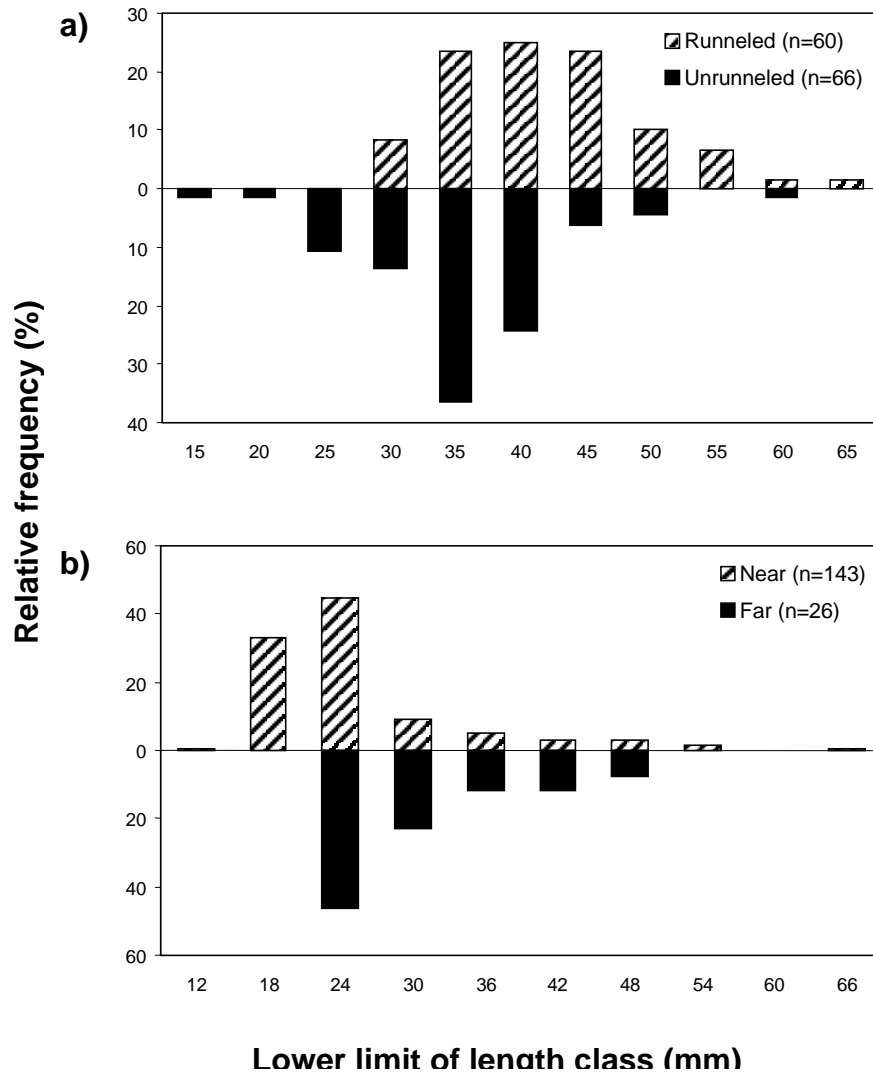 a)
Runneled (n=60)
Unrunneled (n=66)
30
20
10
0
10
20
30
40
15 20 25 30 35 40 45 50 55 60 65
Relative frequency (%)
b)
Near (n=143)
Far (n=26)
60
40
20
0
20
40
60
12 18 24 30 36 42 48 54 60 66
Lower limit of length class (mm)